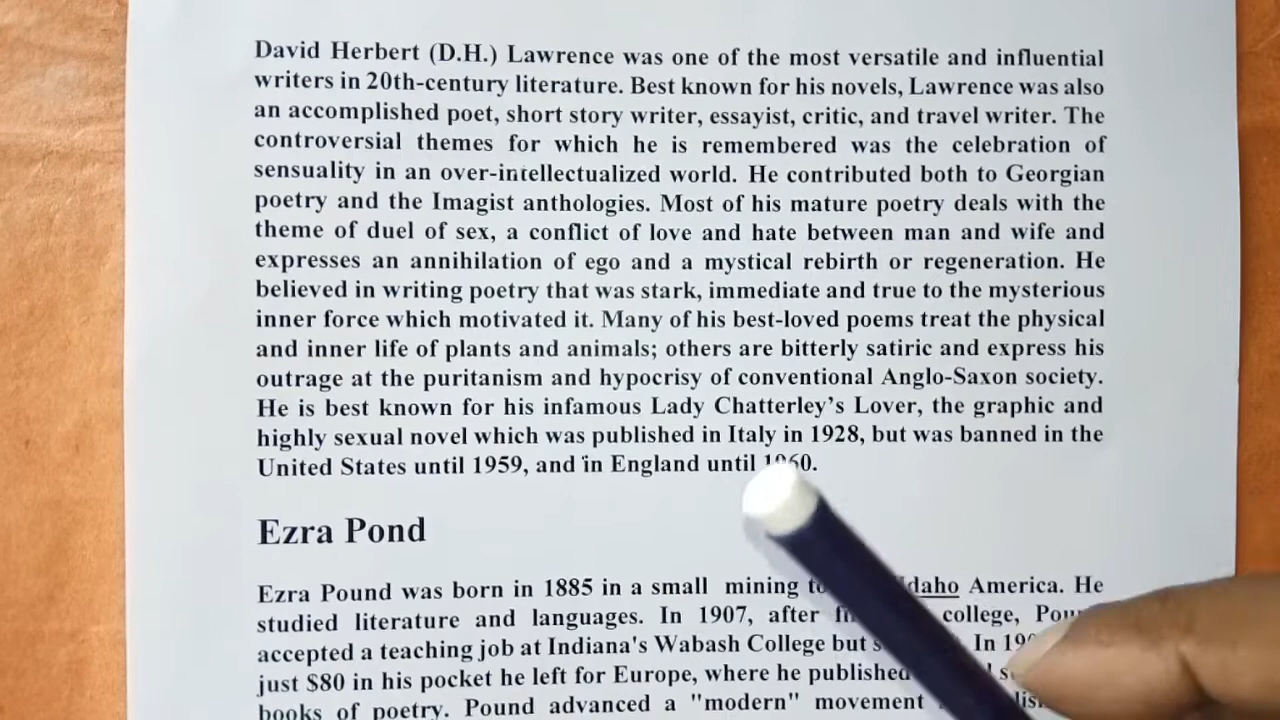 David Herbert (D.H.) Lawrence was one of the most versatile and influential
writers in 20th-century literature. Best known for his novels, Lawrence was also
an accomplished poet, short story writer, essayist, critic, and travel writer. The
controversial themes for which he is remembered was the celebration of
sensuality in an over-intellectualized world. He contributed both to Georgian
poetry and the Imagist anthologies. Most of his mature poetry deals with the
theme of duel of sex, a conflict of love and hate between man and wife and
expresses an annihilation of ego and a mystical rebirth or regeneration. He
believed in writing poetry that was stark, immediate and true to the mysterious
inner force which motivated it. Many of his best-loved poems treat the physical
and inner life of plants and animals; others are bitterly satiric and express his
outrage at the puritanism and hypocrisy of conventional Anglo-Saxon society.
He is best known for his infamous Lady Chatterley's Lover, the graphic and
highly sexual novel which was published in Italy in 1928, but was banned in the
United States until 1959, and in England until 1960.
Ezra Pond
Ezra Pound was born in 1885 in a small mining Idaho America. He
studied literature and languages. In 1907, after college,
accepted a teaching job at Indiana's Wabash College but In
just $80 in his pocket he left for Europe, where he published
books of poetry. Pound advanced a "modern" movement